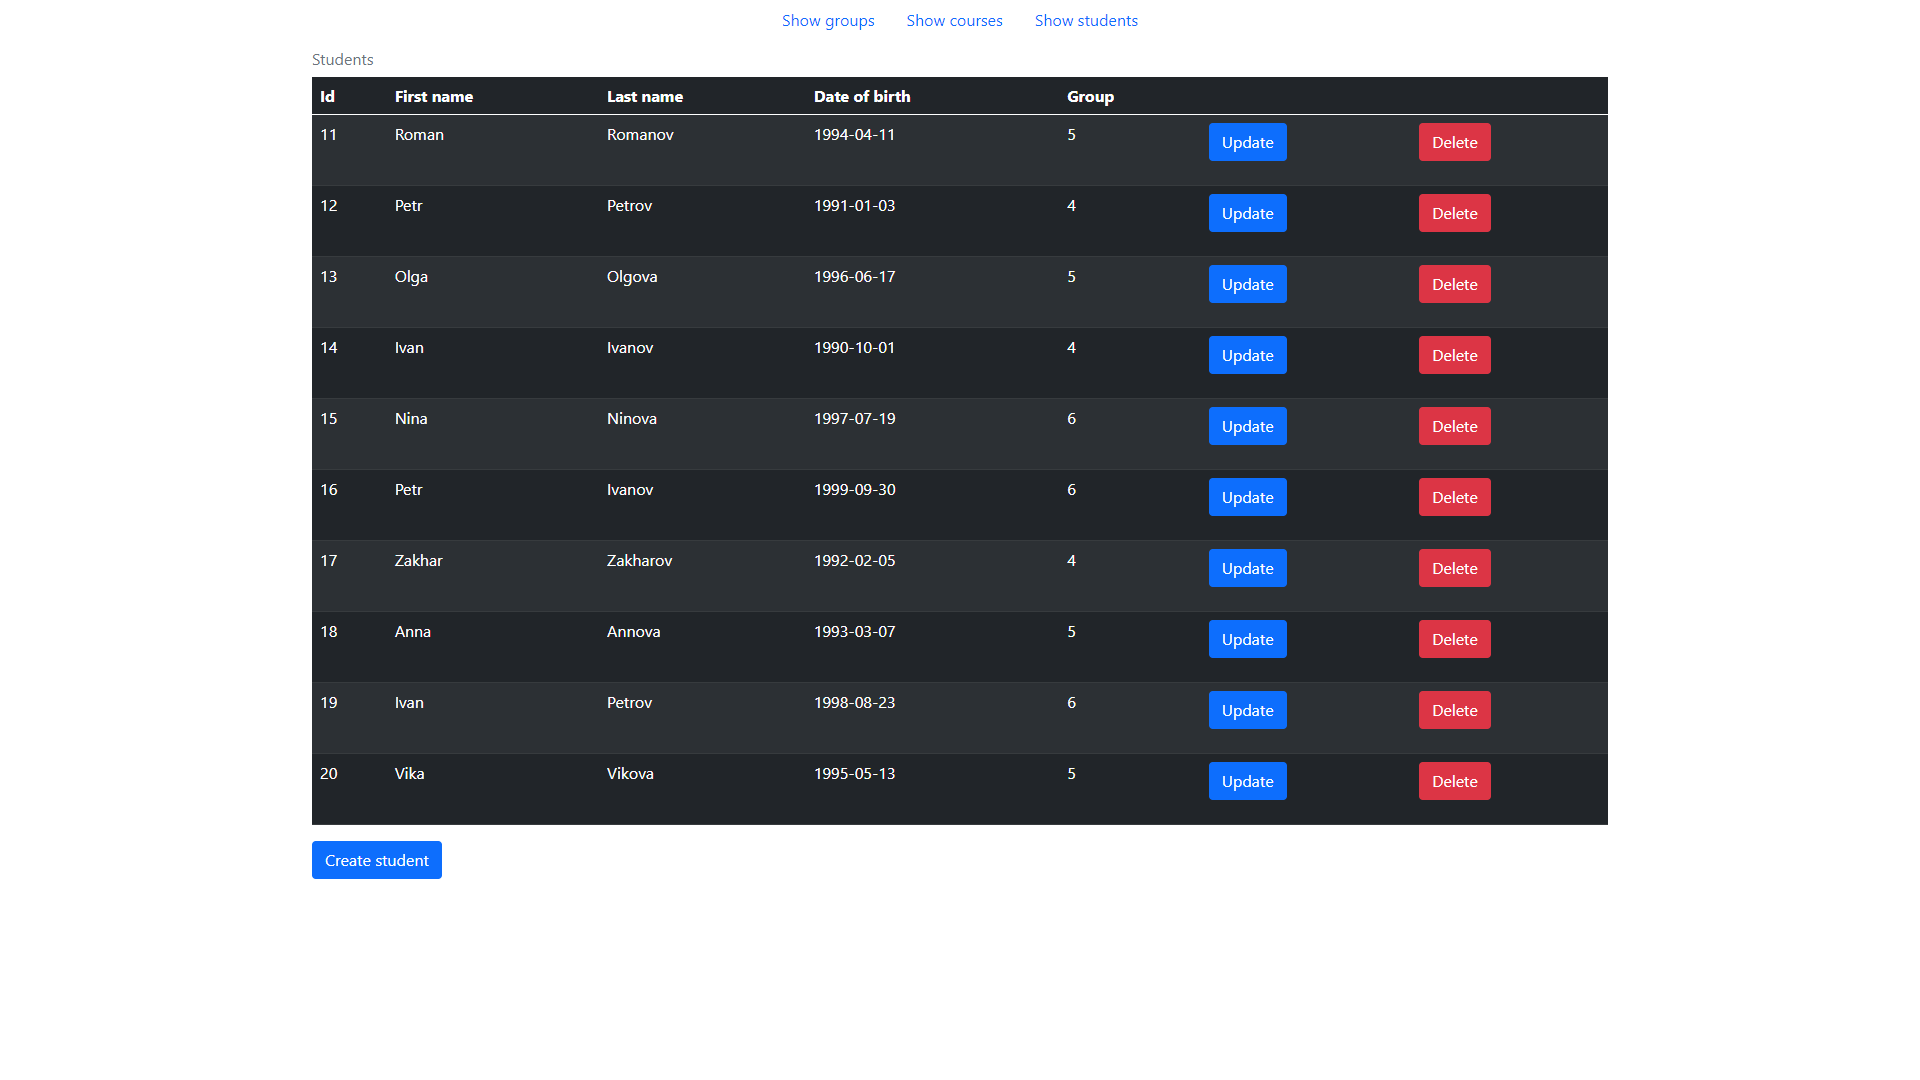 Show groups Show courses Show students
Students
Id First name Last name Date of birth Group
11 Roman Romanov 1994-04-11 5 Update Delete
12 Petr Petrov 1991-01-03 4 Update Delete
13 Olga Olgova 1996-06-17 5 Update Delete
14 Ivan Ivanov 1990-10-01 4 Update Delete
15 Nina Ninova 1997-07-19 6 Update Delete
16 Petr Ivanov 1999-09-30 6 Update Delete
17 Zakhar Zakharov 1992-02-05 4 Update Delete
18 Anna Annova 1993-03-07 5 Update Delete
19 Ivan Petrov 1998-08-23 6 Update Delete
20 Vika Vikova 1995-05-13 5 Update Delete
Create student